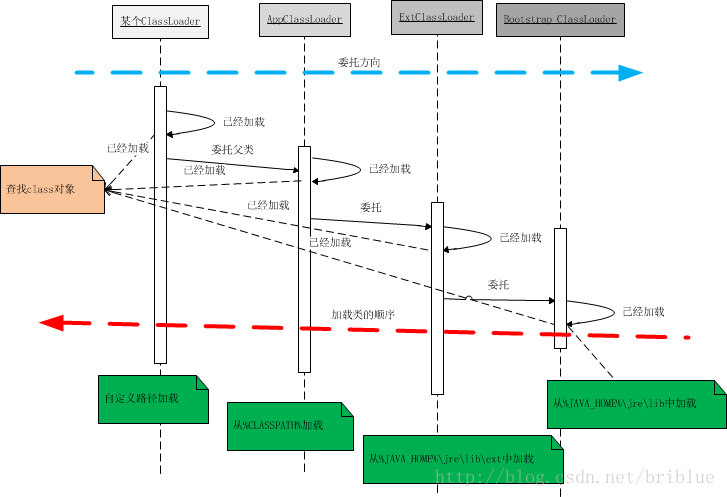 某个ClassLoader
AppClassLoader
ExtClassLoader
Bootstrap ClassLoader
委托方向
已经加载
已经加载
委托父类
已经加载
已经加载
查找class对象
已经加载
委托
已经加载
已经加载
委托
已经加载
加载类的顺序
自定义路径加载
从%CLASSPATH%加载
从%JAVA_HOME%\jre\lib中加载
从%JAVA_HOME%\jre\lib\ext中加载
http://blog.csdn.net/briblue